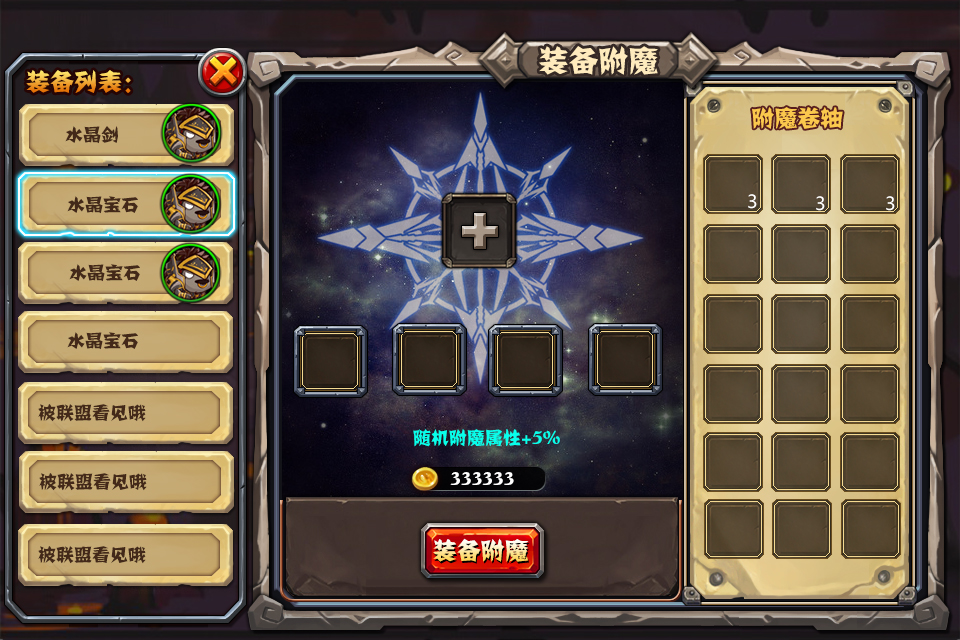 装备附魔
装备列表:
水晶剑
水晶宝石
水晶宝石
水晶宝石
被联盟看见哦
被联盟看见哦
被联盟看见哦
随机附魔属性+5%
333333
装备附魔
附魔卷轴
3
3
3